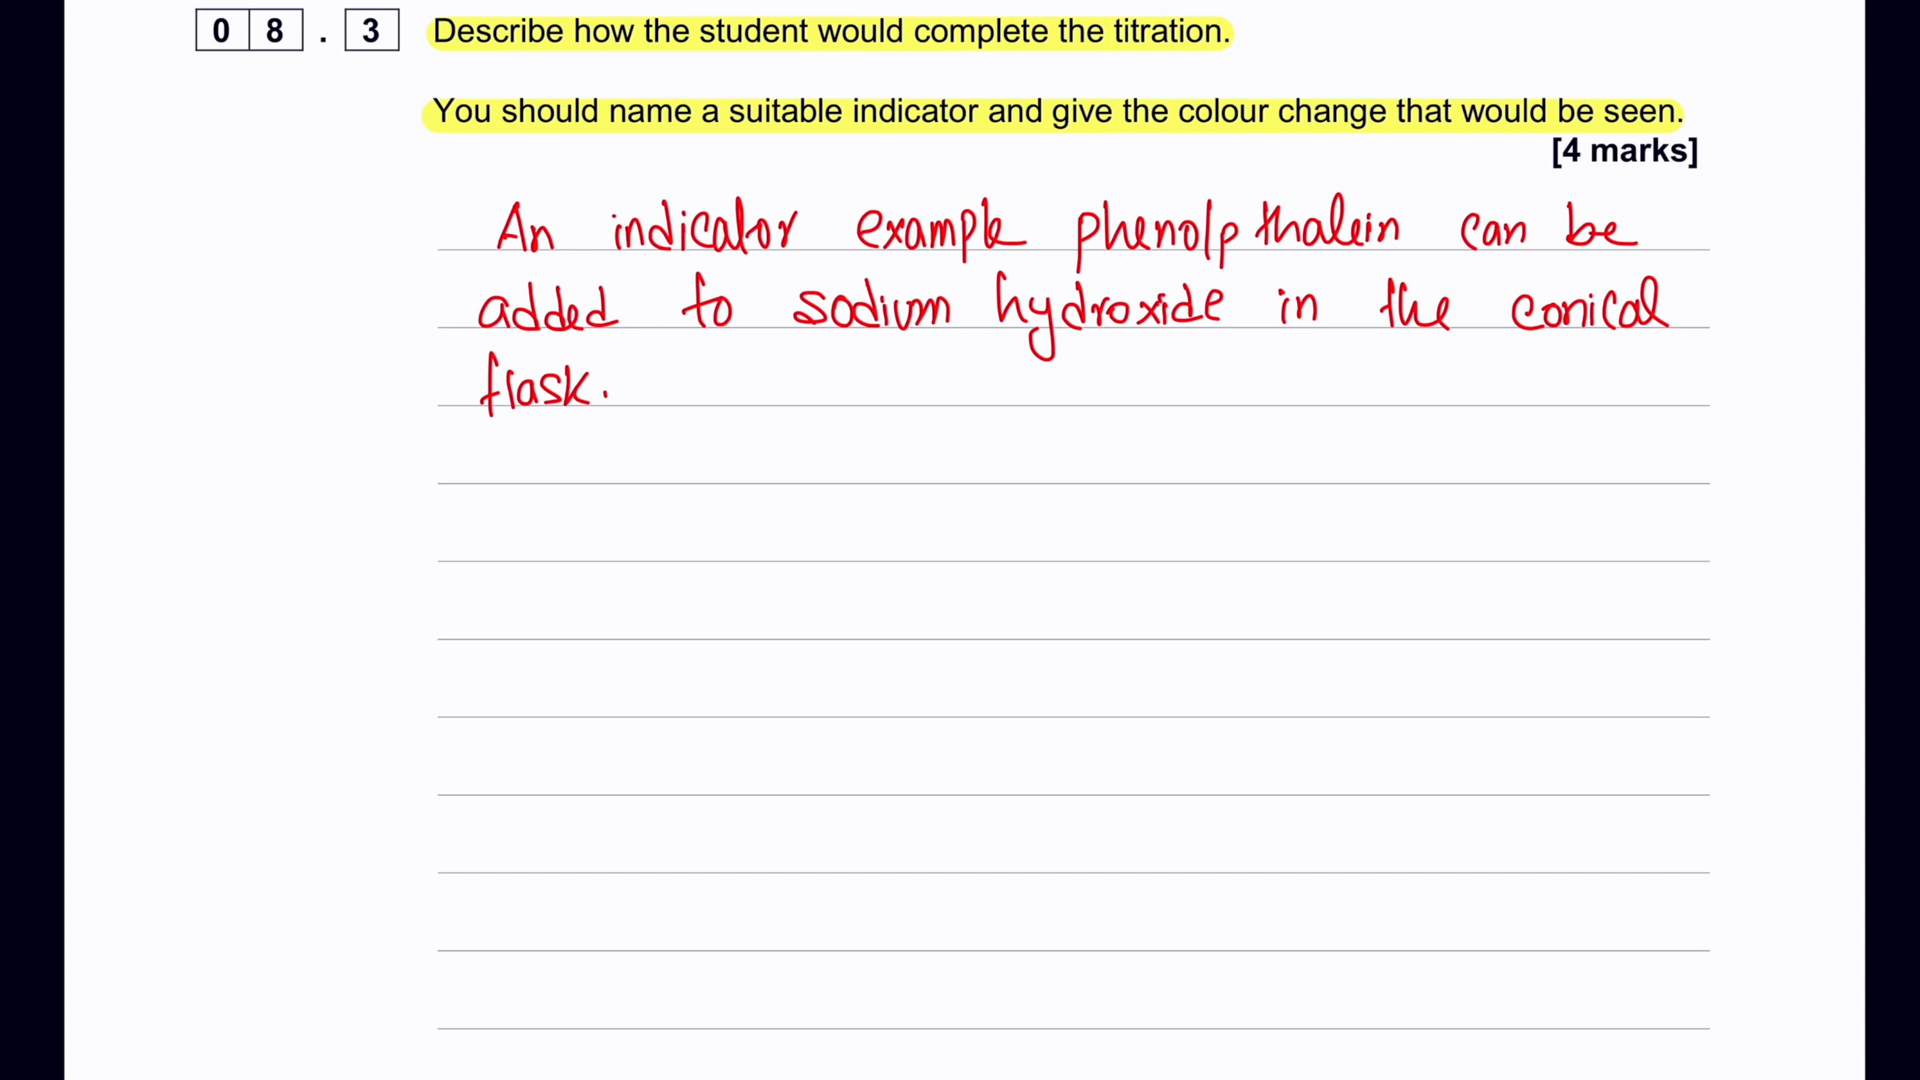 08.3 Describe how the student would complete the titration.
You should name a suitable indicator and give the colour change that would be seen.
[4 marks]
An indicator example phenolpthalein can be
added to sodium hydroxide in the conical
flask.